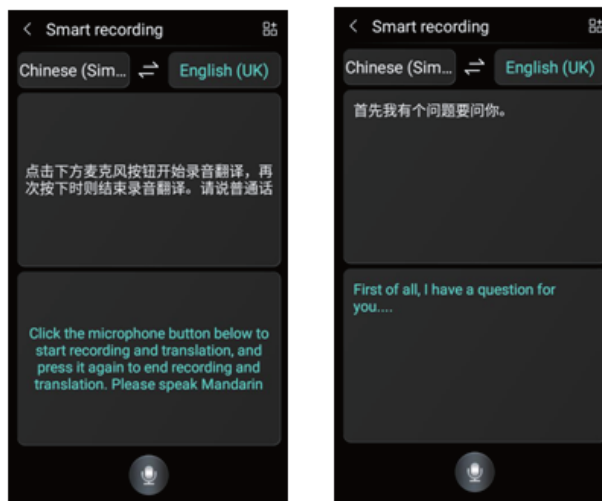 Smart recording
Chinese (Sim...
English (UK)
点击下方麦克风按钮开始录音翻译，再
次按下时则结束录音翻译。请说普通话
Click the microphone button below to
start recording and translation, and
press it again to end recording and
translation. Please speak Mandarin
Smart recording
Chinese (Sim...
English (UK)
首先我有个问题要问你。
First of all, I have a question for
you....